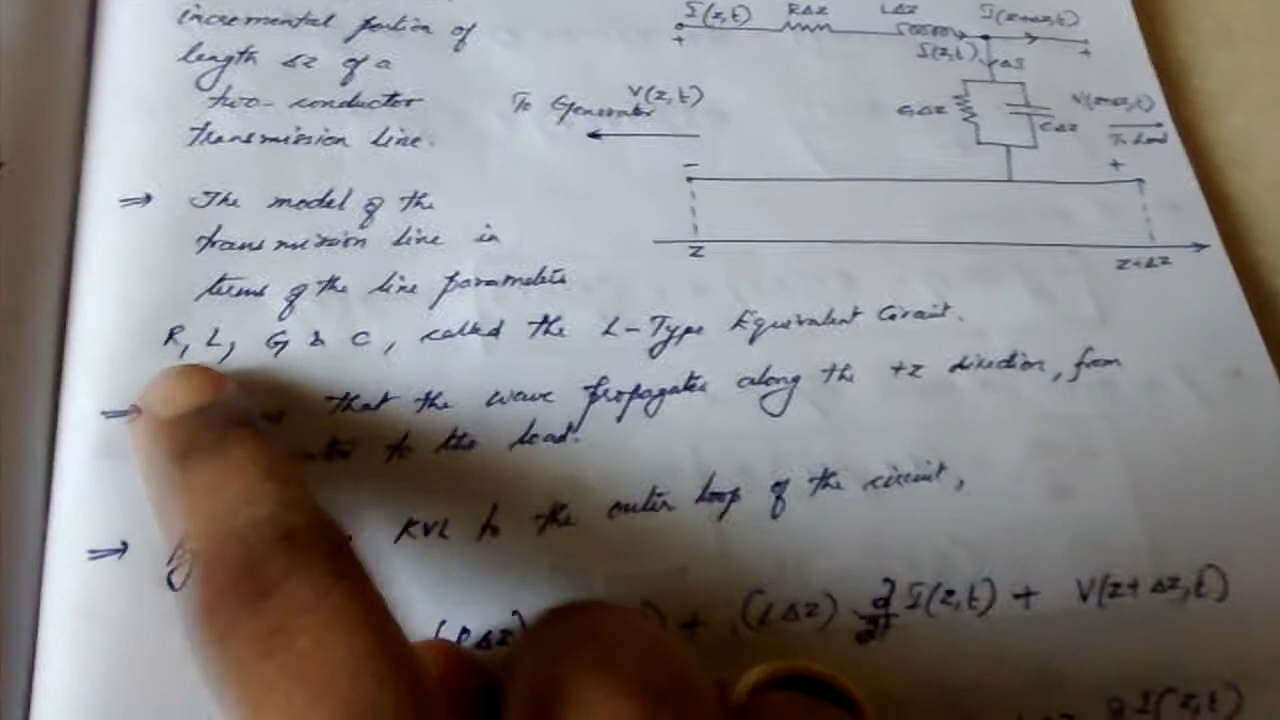 incremental portion of
length Δz of a
two-conductor
transmission line.
I(z,t) RΔz LΔz I(z+Δz,t)
+ +
I(z,t) ΔI
To Generator V(z,t)
GΔz CΔz
V(z+Δz,t)
To Load
- +
z z+Δz
⇒ The model of the
transmission line in
terms of the line parameters
R, L, G & C, called the L-Type Equivalent Circuit.
⇒ that the wave propagates along the +z direction, from
to the load.
⇒ KVL to the outer loop of the circuit,
(RΔz) + (LΔz) ∂/∂t I(z,t) + V(z+Δz,t)
∂I(z,t)